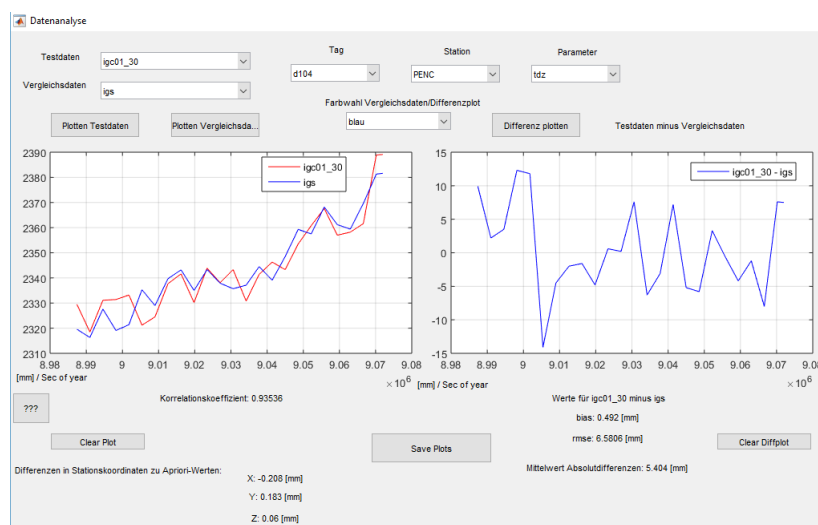 Datenanalyse
Testdaten
igc01_30
Tag
Station
Parameter
d104
PENC
tdz
Vergleichsdaten
igs
Farbwahl Vergleichsdaten/Differenzplot
blau
Plotten Testdaten
Plotten Vergleichsda...
Differenz plotten
Testdaten minus Vergleichsdaten
igc01_30
igs
2390
2380
2370
2360
2350
2340
2330
2320
2310
8.98 8.99 9 9.01 9.02 9.03 9.04 9.05 9.06 9.07 9.08
× 10^6
[mm] / Sec of year
igc01_30 - igs
15
10
5
0
-5
-10
-15
8.98 8.99 9 9.01 9.02 9.03 9.04 9.05 9.06 9.07 9.08
× 10^6
[mm] / Sec of year
???
Korrelationskoeffizient: 0.93536
Werte für igc01_30 minus igs
bias: 0.492 [mm]
rmse: 6.5806 [mm]
Clear Plot
Save Plots
Clear Diffplot
Mittelwert Absolutdifferenzen: 5.404 [mm]
Differenzen in Stationskoordinaten zu Apriori-Werten:
X: -0.208 [mm]
Y: 0.183 [mm]
Z: 0.06 [mm]